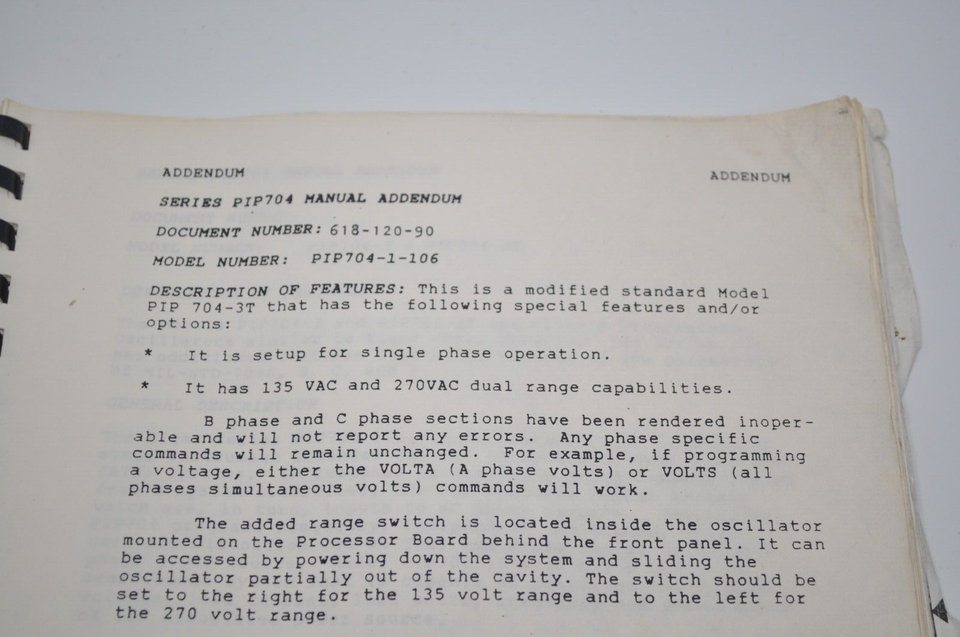 ADDENDUM
ADDENDUM
SERIES PIP704 MANUAL ADDENDUM
DOCUMENT NUMBER: 618-120-90
MODEL NUMBER: PIP704-1-106
DESCRIPTION OF FEATURES: This is a modified standard Model
PIP 704-3T that has the following special features and/or
options:
* It is setup for single phase operation.
* It has 135 VAC and 270VAC dual range capabilities.
B phase and C phase sections have been rendered inoper-
able and will not report any errors. Any phase specific
commands will remain unchanged. For example, if programming
a voltage, either the VOLTA (A phase volts) or VOLTS (all
phases simultaneous volts) commands will work.
The added range switch is located inside the oscillator
mounted on the Processor Board behind the front panel. It can
be accessed by powering down the system and sliding the
oscillator partially out of the cavity. The switch should be
set to the right for the 135 volt range and to the left for
the 270 volt range.